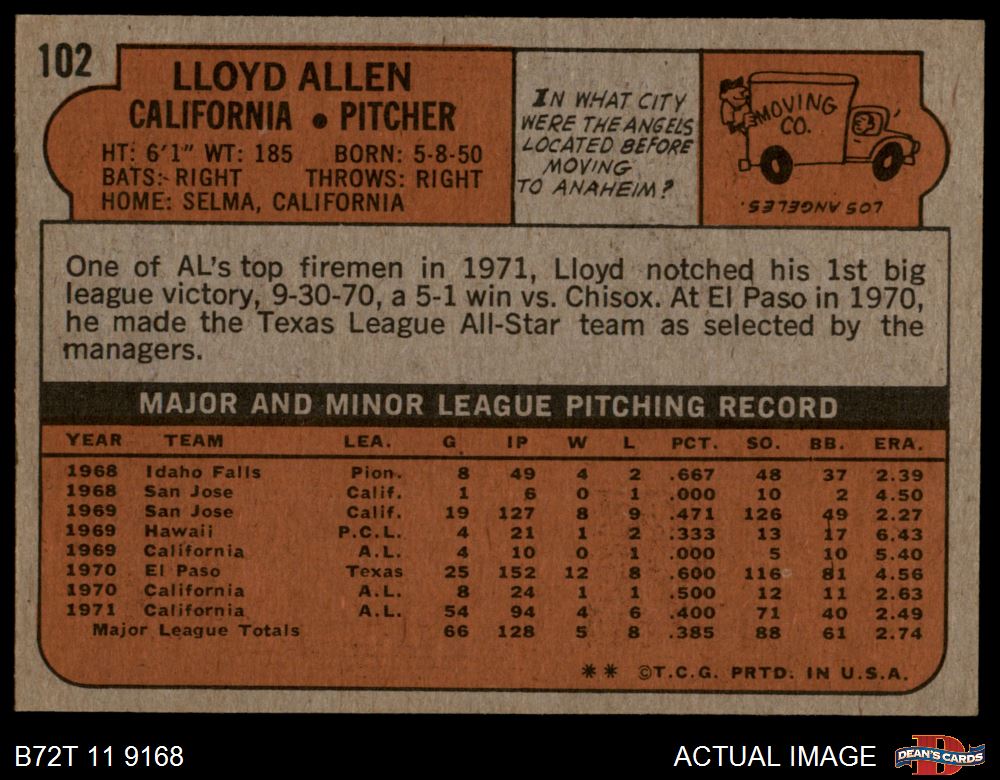 102
LLOYD ALLEN
CALIFORNIA • PITCHER
HT: 6'1" WT: 185 BORN: 5-8-50
BATS: RIGHT THROWS: RIGHT
HOME: SELMA, CALIFORNIA
IN WHAT CITY
WERE THE ANGELS
LOCATED BEFORE
MOVING
TO ANAHEIM?
MOVING
CO.
LOS ANGELES.
One of AL's top firemen in 1971, Lloyd notched his 1st big
league victory, 9-30-70, a 5-1 win vs. Chisox. At El Paso in 1970,
he made the Texas League All-Star team as selected by the
managers.
MAJOR AND MINOR LEAGUE PITCHING RECORD
YEAR TEAM LEA. G IP W L PCT. SO. BB. ERA.
1968 Idaho Falls Pion. 8 49 4 2 .667 48 37 2.39
1968 San Jose Calif. 1 6 0 1 .000 10 2 4.50
1969 San Jose Calif. 19 127 8 9 .471 126 49 2.27
1969 Hawaii P.C.L. 4 21 1 2 .333 13 17 6.43
1969 California A.L. 4 10 0 1 .000 5 10 5.40
1970 El Paso Texas 25 152 12 8 .600 116 81 4.56
1970 California A.L. 8 24 1 1 .500 12 11 2.63
1971 California A.L. 54 94 4 6 .400 71 40 2.49
Major League Totals 66 128 5 8 .385 88 61 2.74
** ©T.C.G. PRTD. IN U.S.A.
B72T 11 9168
ACTUAL IMAGE
DEAN'S CARDS